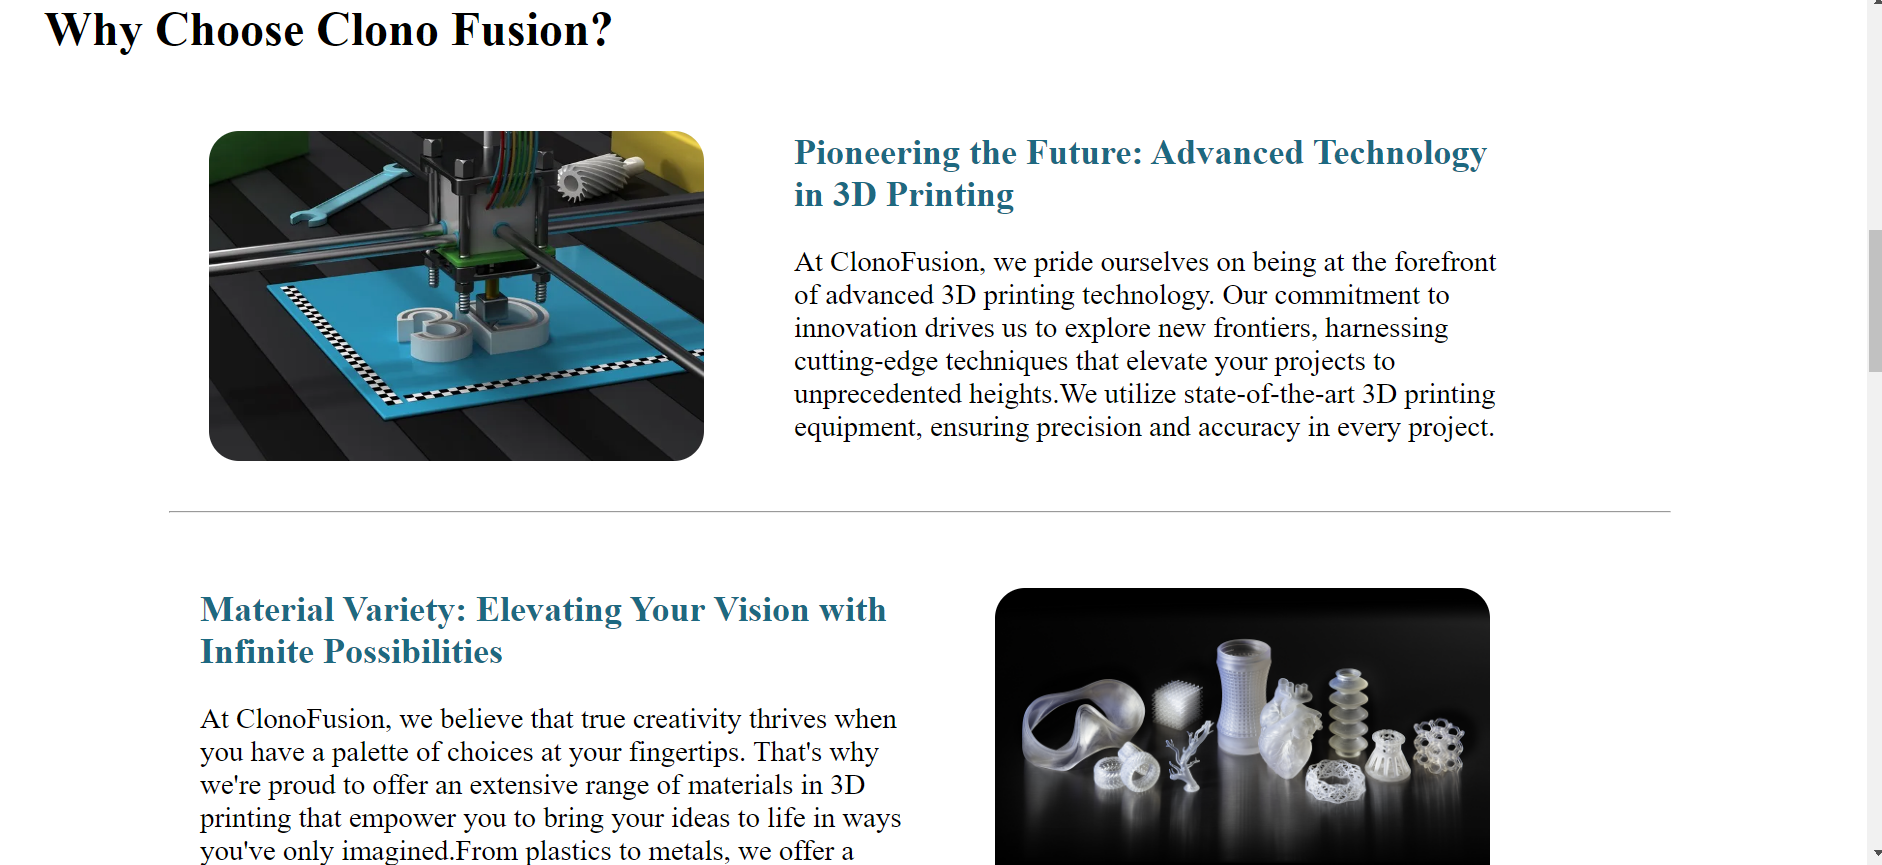 Why Choose Clono Fusion?
Pioneering the Future: Advanced Technology
in 3D Printing
At ClonoFusion, we pride ourselves on being at the forefront
of advanced 3D printing technology. Our commitment to
innovation drives us to explore new frontiers, harnessing
cutting-edge techniques that elevate your projects to
unprecedented heights.We utilize state-of-the-art 3D printing
equipment, ensuring precision and accuracy in every project.
Material Variety: Elevating Your Vision with
Infinite Possibilities
At ClonoFusion, we believe that true creativity thrives when
you have a palette of choices at your fingertips. That's why
we're proud to offer an extensive range of materials in 3D
printing that empower you to bring your ideas to life in ways
you've only imagined.From plastics to metals, we offer a